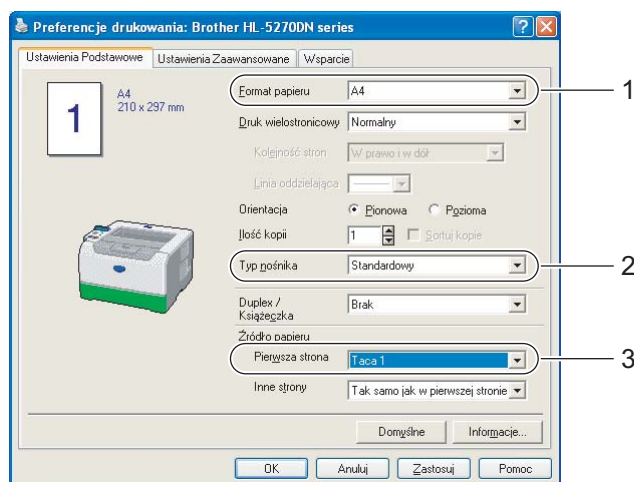 Preferencje drukowania: Brother HL-5270DN series
Ustawienia Podstawowe Ustawienia Zaawansowane Wsparcie
1
A4
210 x 297 mm
Format papieru A4 1
Druk wielostronicowy Normalny
Kolejność stron W prawo i w dół
Linia oddzielająca
Orientacja Pionowa Pozioma
Ilość kopii 1 Sortuj kopie
Typ nośnika Standardowy 2
Duplex /
Książeczka Brak
Źródło papieru
Pierwsza strona Taca 1 3
Inne strony Tak samo jak w pierwszej stronie
Domyślne Informacje...
OK Anuluj Zastosuj Pomoc